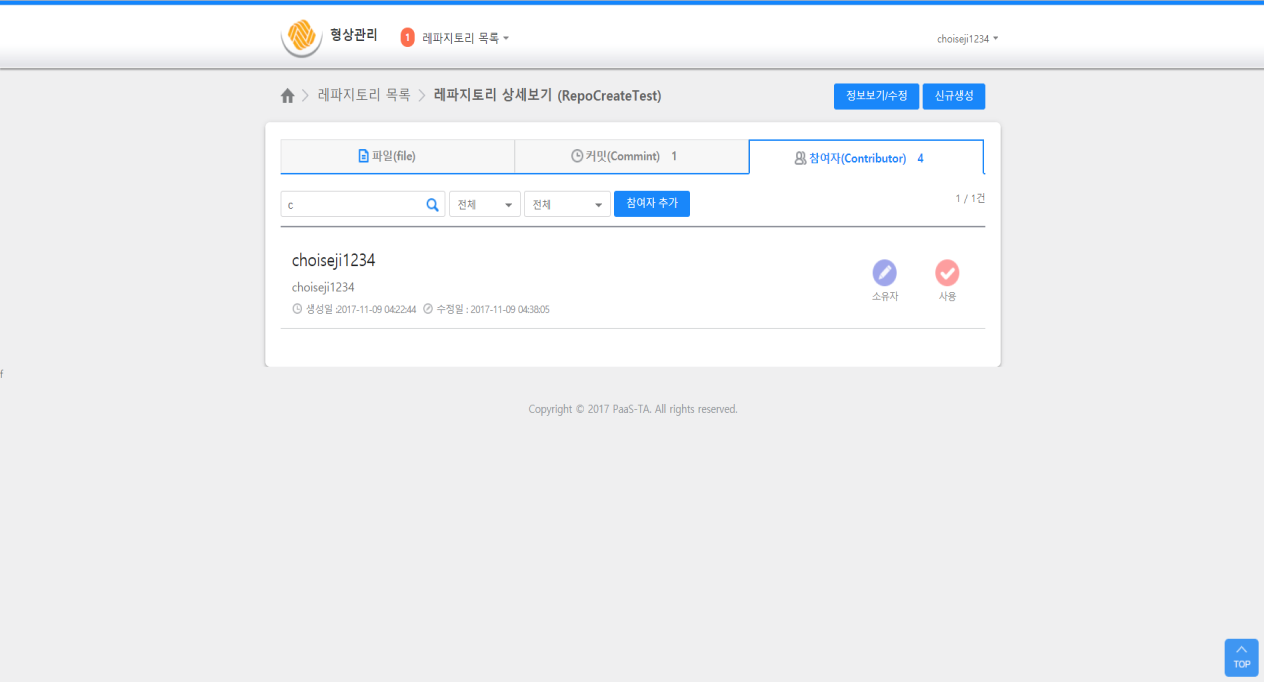 형상관리
1 레파지토리 목록
choiseji1234
레파지토리 목록 레파지토리 상세보기 (RepoCreateTest)
정보보기/수정 신규생성
파일(file) 커밋(Commint) 1 참여자(Contributor) 4
c 전체 전체 참여자 추가 1 / 1건
choiseji1234
choiseji1234
소유자 사용
생성일 :2017-11-09 04:22:44 수정일 : 2017-11-09 04:38:05
f
Copyright © 2017 PaaS-TA. All rights reserved.
TOP